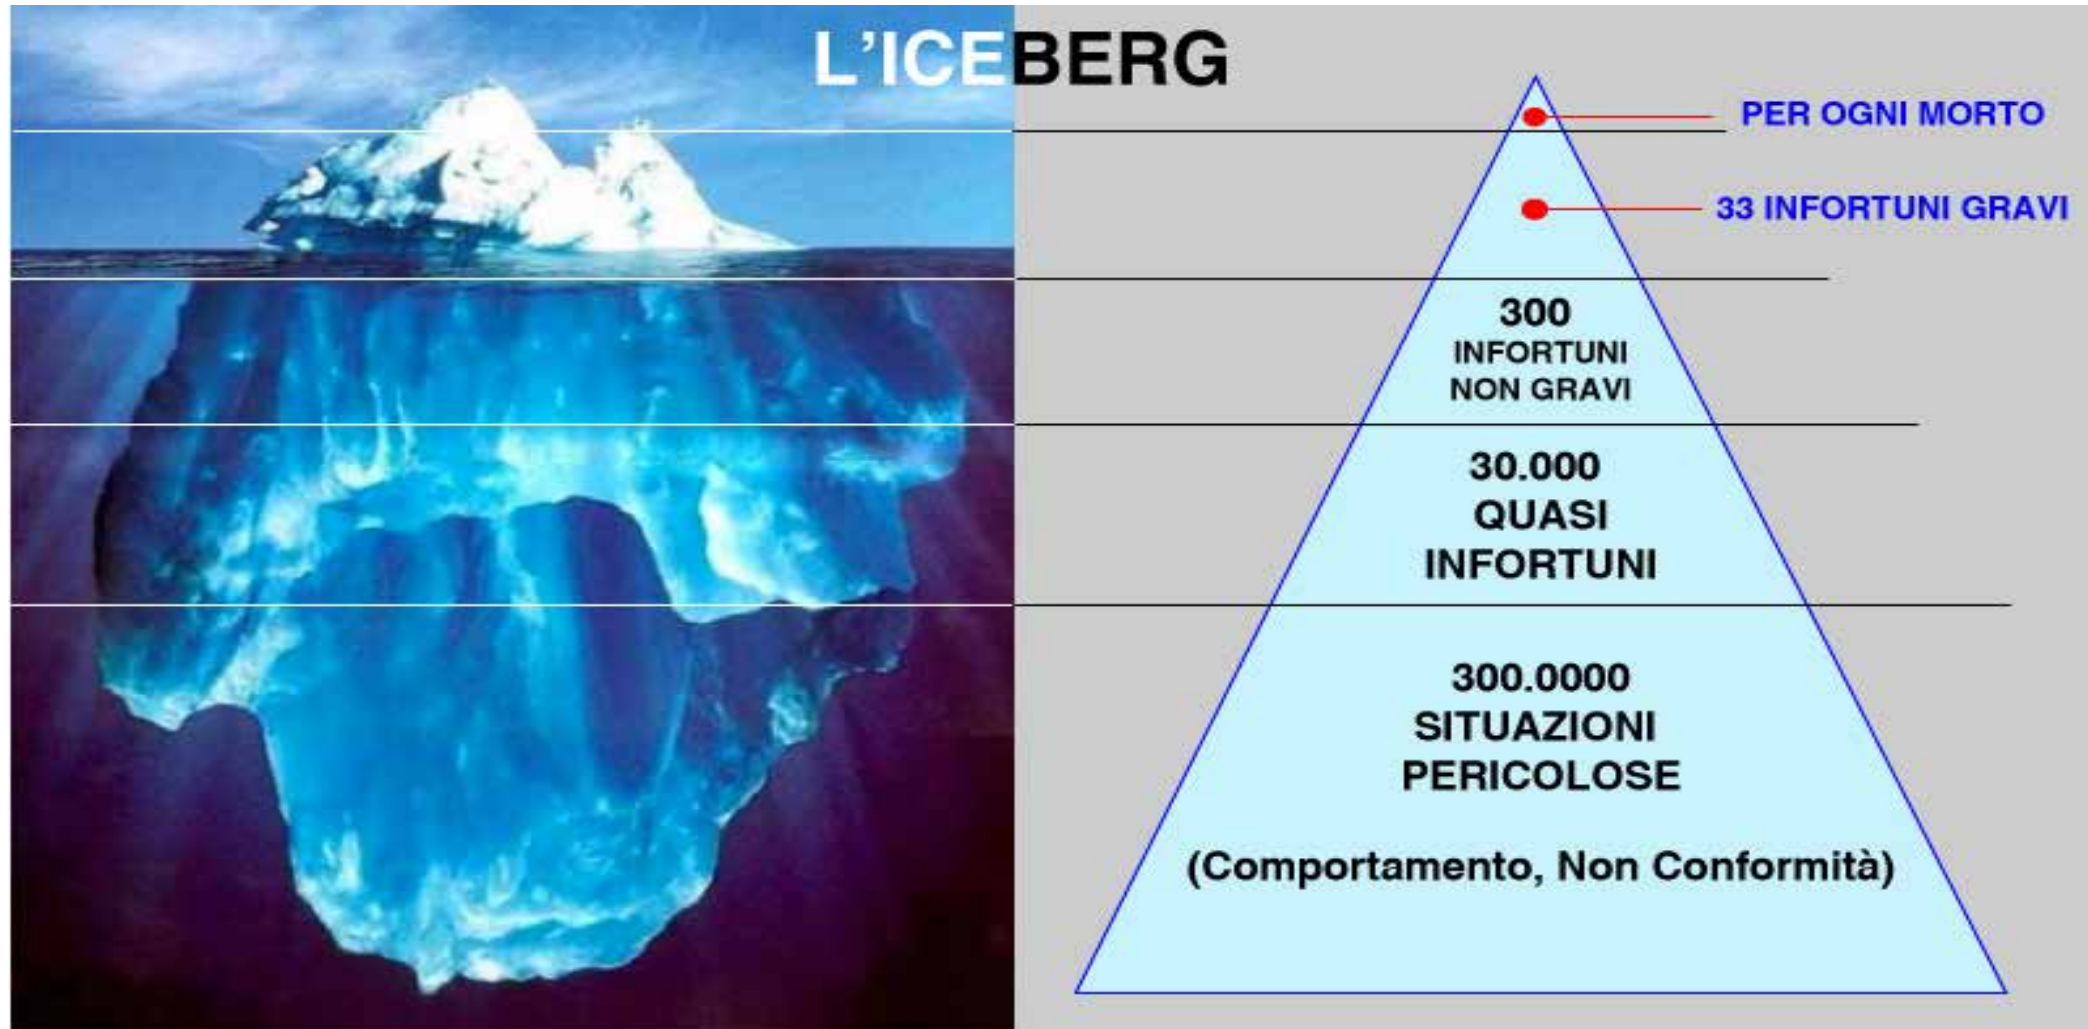 L'ICEBERG
PER OGNI MORTO
33 INFORTUNI GRAVI
300
INFORTUNI
NON GRAVI
30.000
QUASI
INFORTUNI
300.0000
SITUAZIONI
PERICOLOSE
(Comportamento, Non Conformità)